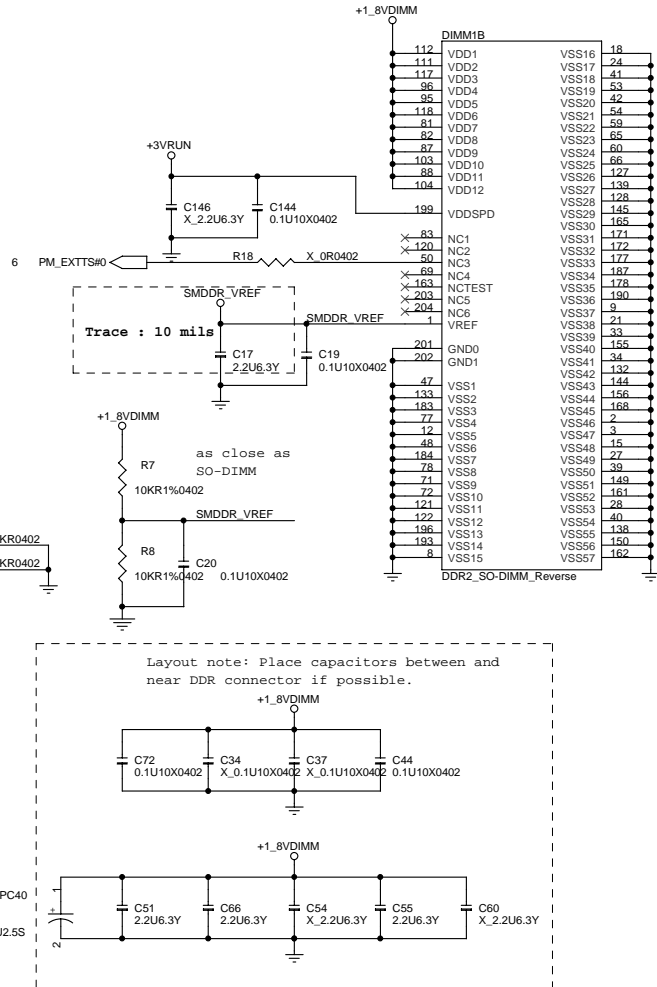 +1_8VDIMM
DIMM1B
112 VDD1 VSS16 18
111 VDD2 VSS17 24
117 VDD3 VSS18 41
96 VDD4 VSS19 53
95 VDD5 VSS20 42
118 VDD6 VSS21 54
81 VDD7 VSS22 59
82 VDD8 VSS23 65
87 VDD9 VSS24 60
103 VDD10 VSS25 66
88 VDD11 VSS26 127
104 VDD12 VSS27 139
VSS28 128
199 VDDSPD VSS29 145
VSS30 165
83 NC1 VSS31 171
120 NC2 VSS32 172
50 NC3 VSS33 177
69 NC4 VSS34 187
163 NCTEST VSS35 178
203 NC5 VSS36 190
204 NC6 VSS37 9
1 VREF VSS38 21
VSS39 33
201 GND0 VSS40 155
202 GND1 VSS41 34
VSS42 132
47 VSS1 VSS43 144
133 VSS2 VSS44 156
183 VSS3 VSS45 168
77 VSS4 VSS46 2
12 VSS5 VSS47 3
48 VSS6 VSS48 15
184 VSS7 VSS49 27
78 VSS8 VSS50 39
71 VSS9 VSS51 149
72 VSS10 VSS52 161
121 VSS11 VSS53 28
122 VSS12 VSS54 40
196 VSS13 VSS55 138
193 VSS14 VSS56 150
8 VSS15 VSS57 162
DDR2_SO-DIMM_Reverse
+3VRUN
C146
X_2.2U6.3Y
C144
0.1U10X0402
6 PM_EXTTS#0
R18 X_0R0402
SMDDR_VREF
Trace : 10 mils
SMDDR_VREF
C17
2.2U6.3Y
C19
0.1U10X0402
+1_8VDIMM
R7
10KR1%0402
as close as
SO-DIMM
SMDDR_VREF
KR0402
KR0402
R8
10KR1%0402
C20
0.1U10X0402
Layout note: Place capacitors between and
near DDR connector if possible.
+1_8VDIMM
C72
0.1U10X0402
C34
X_0.1U10X0402
C37
X_0.1U10X0402
C44
0.1U10X0402
+1_8VDIMM
PC40
1
+
2
J2.5S
C51
2.2U6.3Y
C66
2.2U6.3Y
C54
X_2.2U6.3Y
C55
2.2U6.3Y
C60
X_2.2U6.3Y